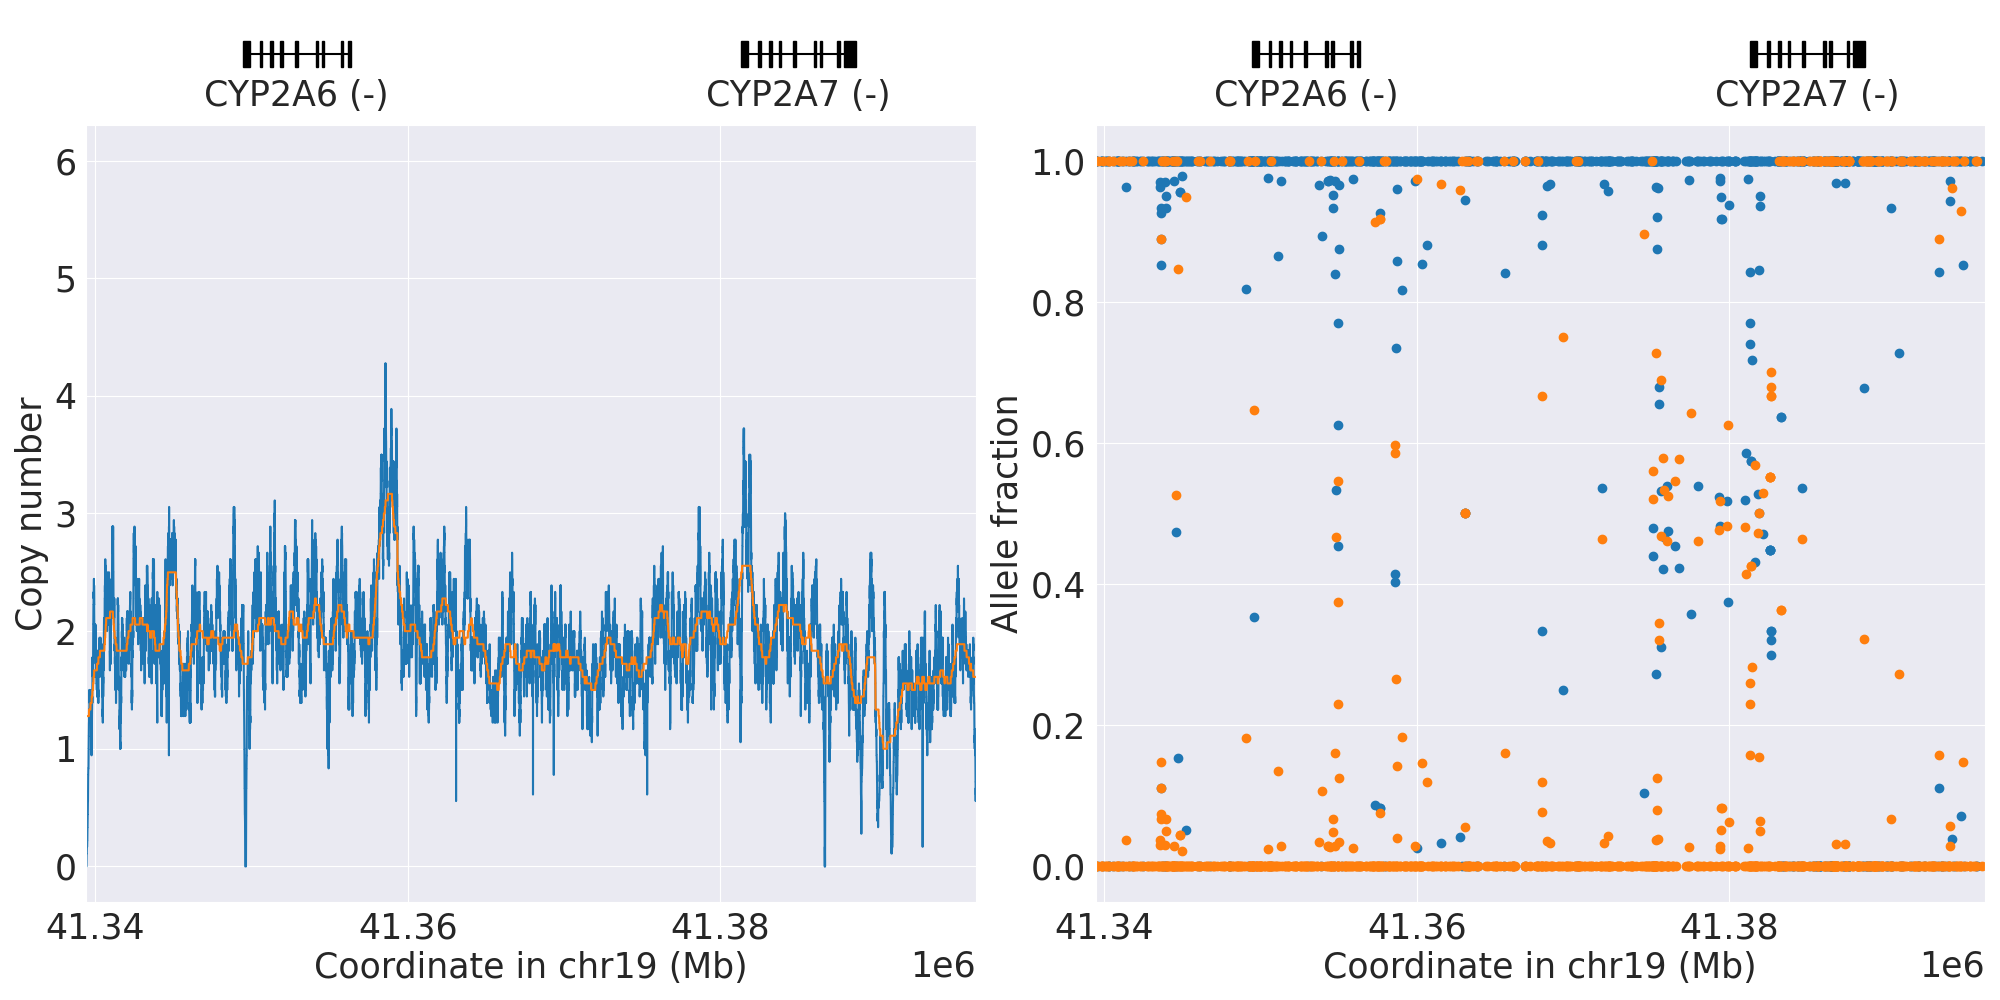 CYP2A6 (-)
CYP2A7 (-)
6
5
4
3
2
1
0
Copy number
41.34
41.36
41.38
Coordinate in chr19 (Mb)
1e6
CYP2A6 (-)
CYP2A7 (-)
1.0
0.8
0.6
0.4
0.2
0.0
Allele fraction
41.34
41.36
41.38
Coordinate in chr19 (Mb)
1e6